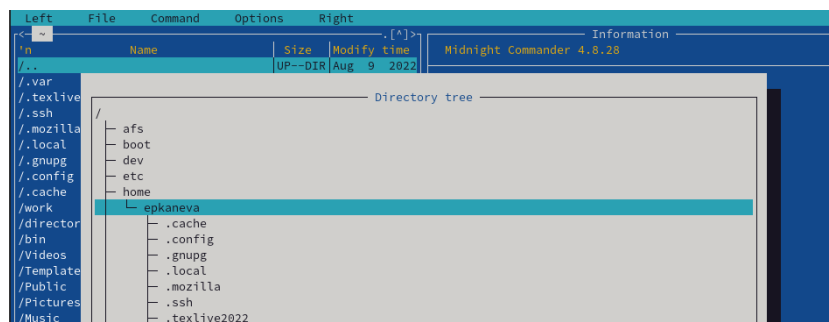 Left File Command Options Right
<- ~ .[^]> Information
'n Name Size Modify time Midnight Commander 4.8.28
/.. UP--DIR Aug 9 2022
/.var
/.texlive Directory tree
/.ssh /
/.mozilla afs
/.local boot
/.gnupg dev
/.config etc
/.cache home
/work epkaneva
/director .cache
/bin .config
/Videos .gnupg
/Template .local
/Public .mozilla
/Pictures .ssh
/Music .texlive2022